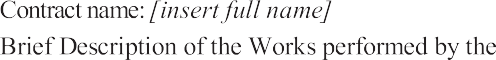 Contract name: [insert full name]
Brief Description of the Works performed by the